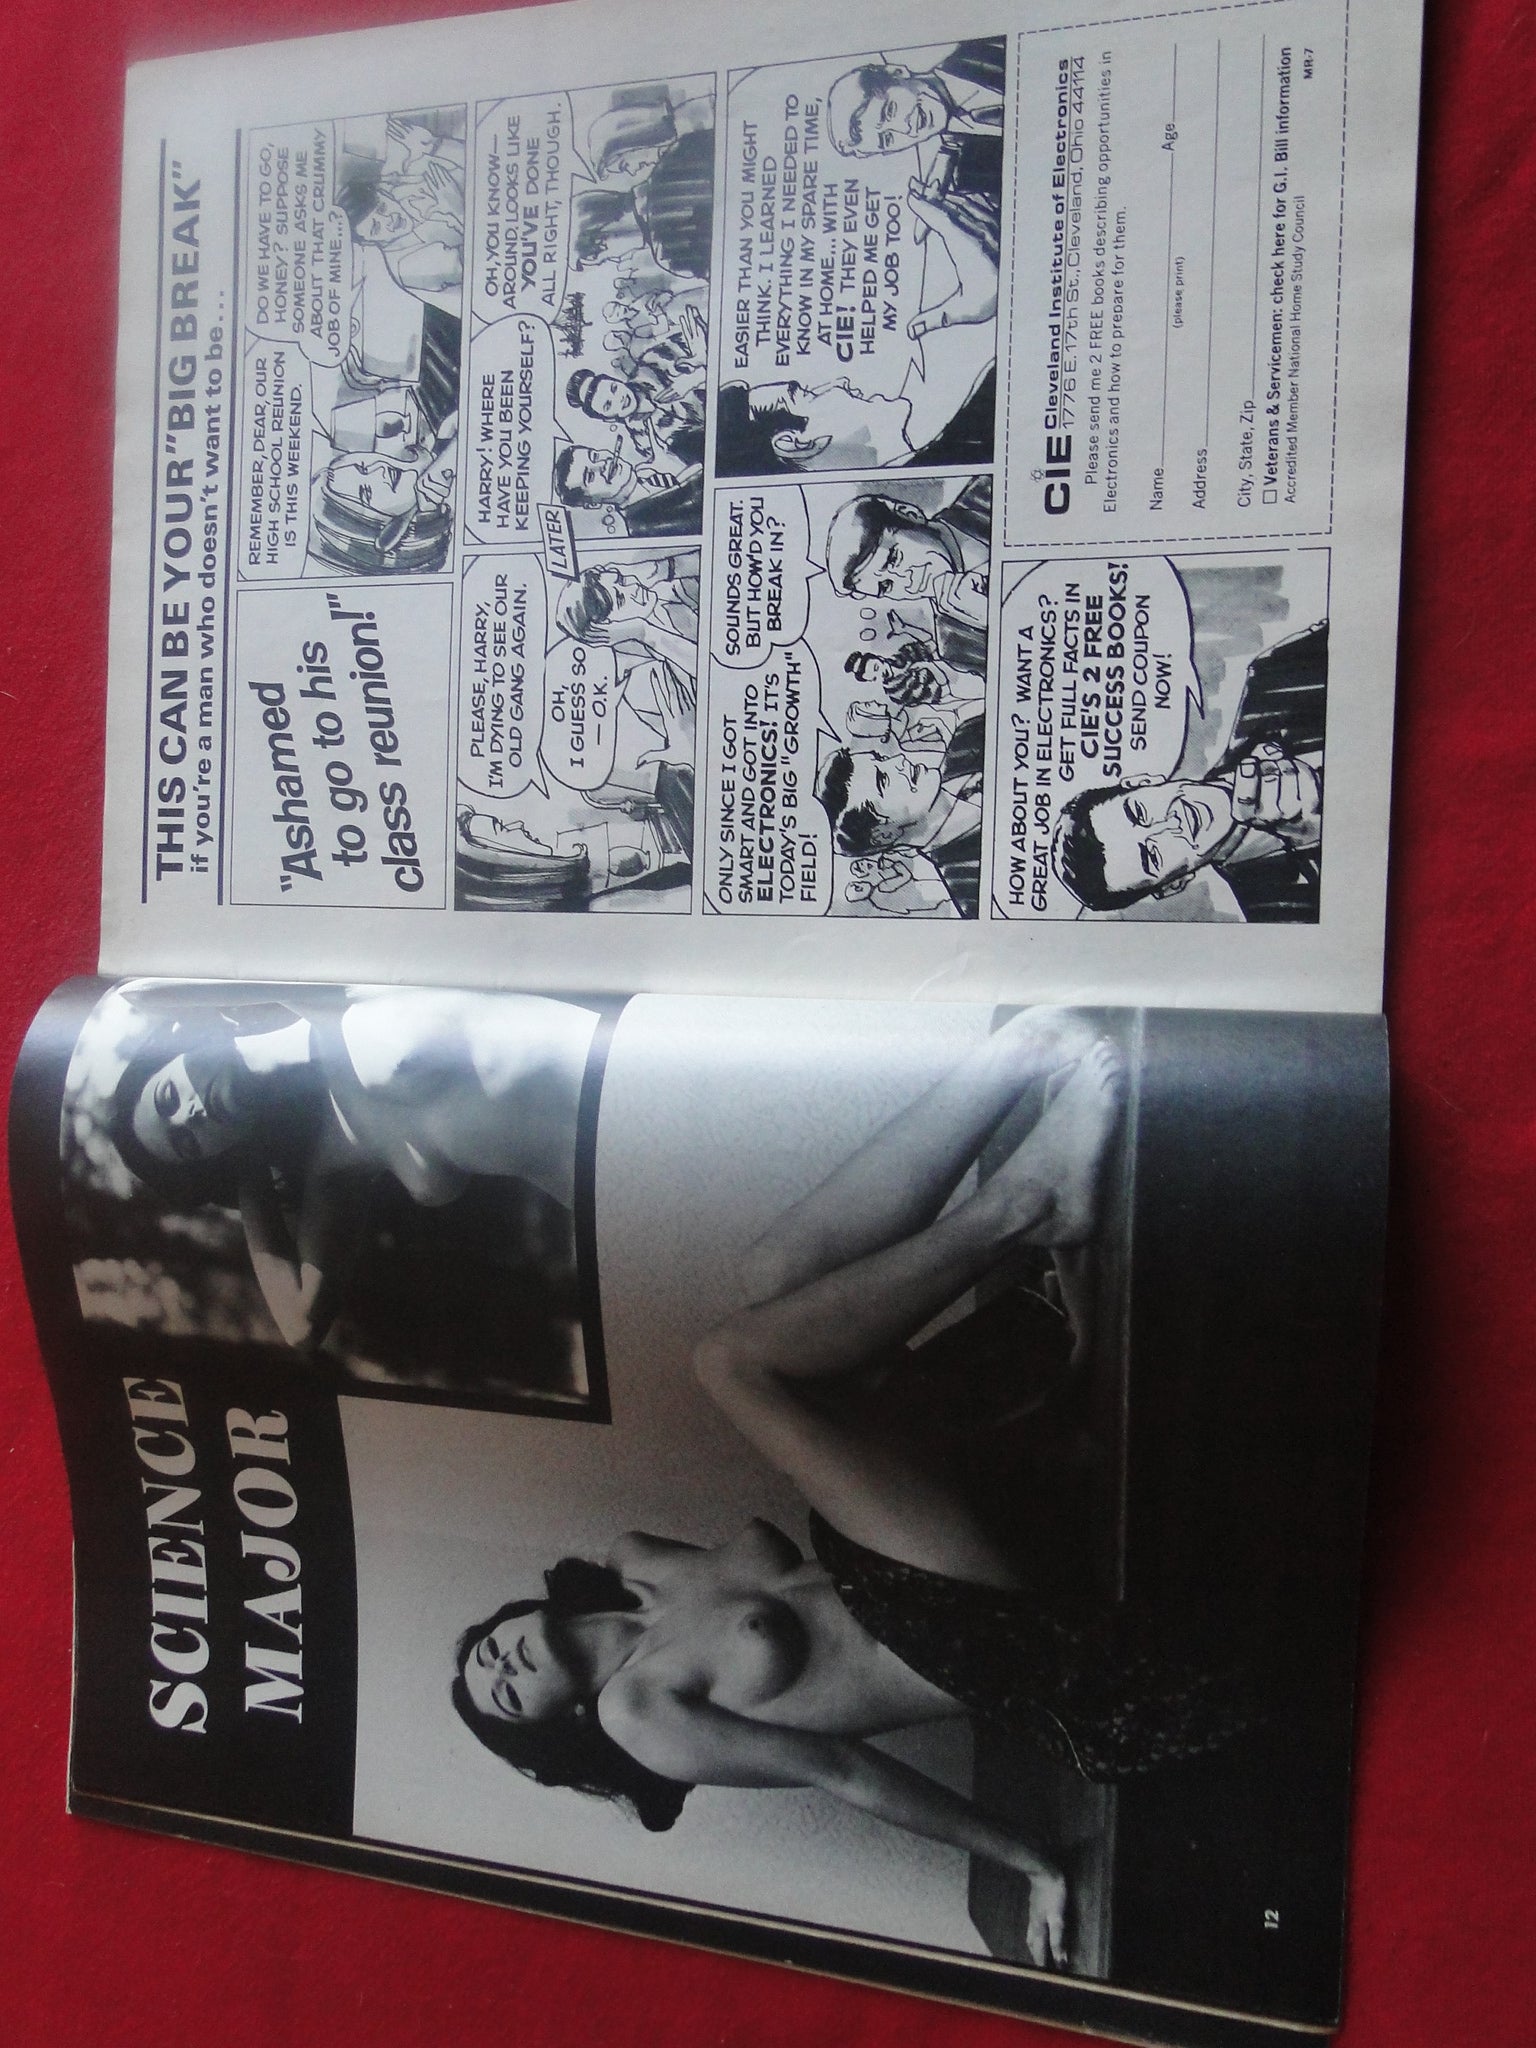 SCIENCE
MAJOR
12
THIS CAN BE YOUR "BIG BREAK"
if you're a man who doesn't want to be...
"Ashamed
to go to his
class reunion!"
REMEMBER, DEAR, OUR
HIGH SCHOOL REUNION
IS THIS WEEKEND.
DO WE HAVE TO GO,
HONEY? SUPPOSE
SOMEONE ASKS ME
ABOUT THAT CRUMMY
JOB OF MINE...?
PLEASE, HARRY,
I'M DYING TO SEE OUR
OLD GANG AGAIN.
OH,
I GUESS SO
— O.K.
LATER
HARRY! WHERE
HAVE YOU BEEN
KEEPING YOURSELF?
OH, YOU KNOW—
AROUND. LOOKS LIKE
YOU'VE DONE
ALL RIGHT, THOUGH.
ONLY SINCE I GOT
SMART AND GOT INTO
ELECTRONICS! IT'S
TODAY'S BIG "GROWTH"
FIELD!
SOUNDS GREAT.
BUT HOW'D YOU
BREAK IN?
EASIER THAN YOU MIGHT
THINK. I LEARNED
EVERYTHING I NEEDED TO
KNOW IN MY SPARE TIME,
AT HOME... WITH
CIE! THEY EVEN
HELPED ME GET
MY JOB TOO!
HOW ABOUT YOU? WANT A
GREAT JOB IN ELECTRONICS?
GET FULL FACTS IN
CIE'S 2 FREE
SUCCESS BOOKS!
SEND COUPON
NOW!
CIE Cleveland Institute of Electronics
1776 E. 17th St., Cleveland, Ohio 44114
Please send me 2 FREE books describing opportunities in
Electronics and how to prepare for them.
Name Age
(please print)
Address
City, State, Zip
Veterans & Servicemen: check here for G.I. Bill information
Accredited Member National Home Study Council MR-7